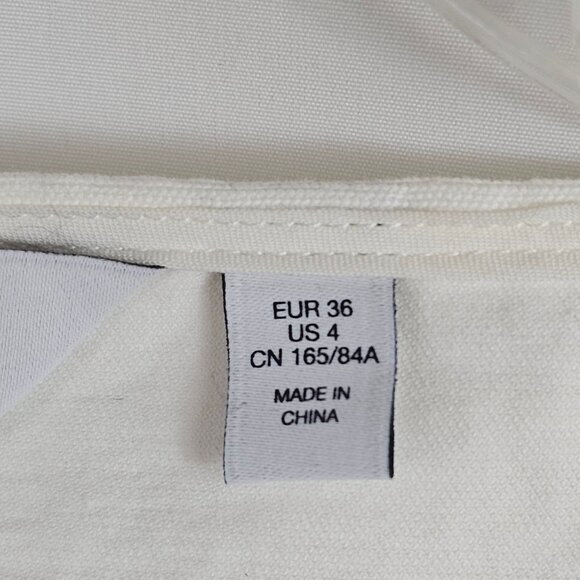 EUR 36
US 4
CN 165/84A
MADE IN
CHINA